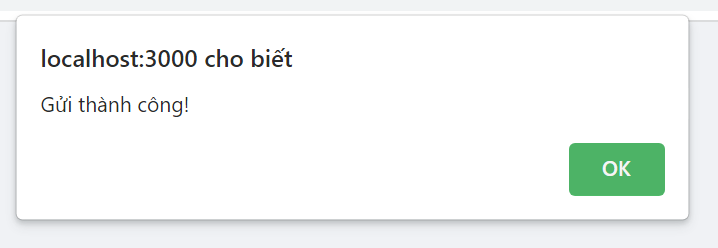 localhost:3000 cho biết
Gửi thành công!
OK